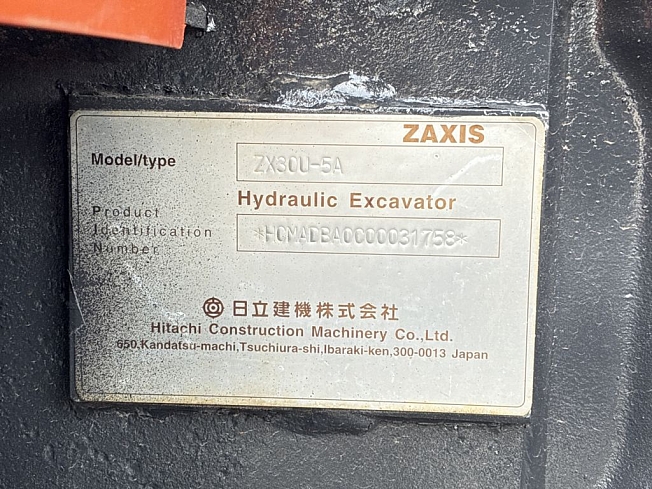 ZAXIS
Model/type ZX30U-5A
Hydraulic Excavator
Product
Identification
Number
*HCMADBA0C00031758*
日立建機株式会社
Hitachi Construction Machinery Co.,Ltd.
650,Kandatsu-machi,Tsuchiura-shi,Ibaraki-ken,300-0013 Japan